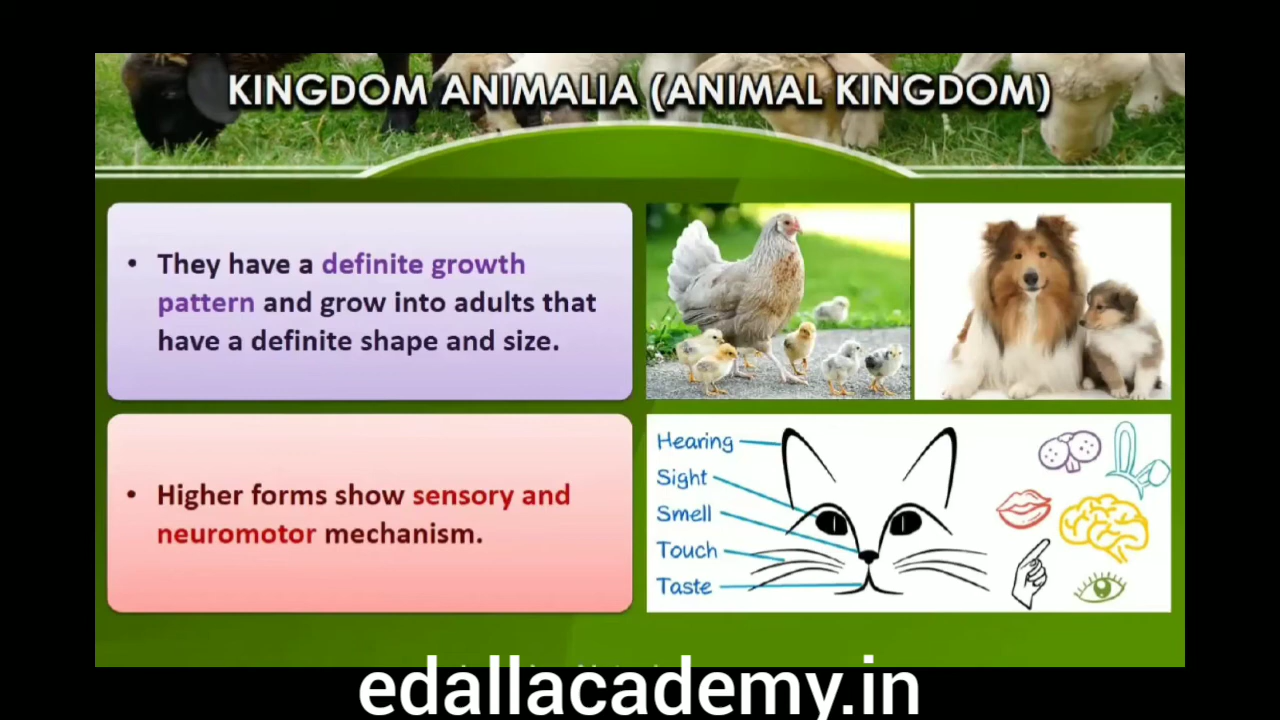 KINGDOM ANIMALIA (ANIMAL KINGDOM)
• They have a definite growth
pattern and grow into adults that
have a definite shape and size.
• Higher forms show sensory and
neuromotor mechanism.
Hearing
Sight
Smell
Touch
Taste
edallacademy.in